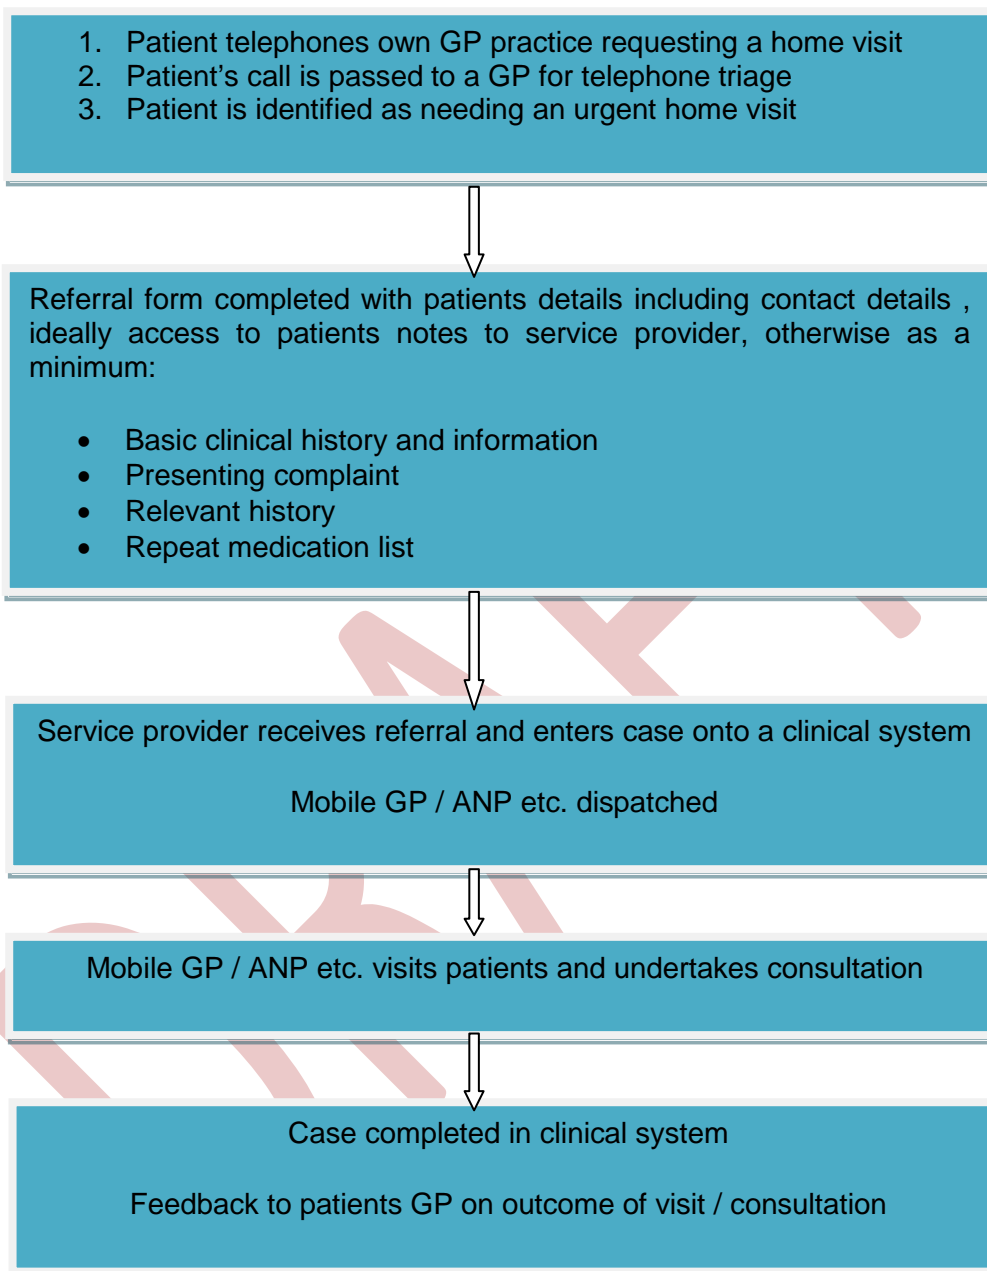 1. Patient telephones own GP practice requesting a home visit
2. Patient's call is passed to a GP for telephone triage
3. Patient is identified as needing an urgent home visit
Referral form completed with patients details including contact details ,
ideally access to patients notes to service provider, otherwise as a
minimum:
• Basic clinical history and information
• Presenting complaint
• Relevant history
• Repeat medication list
Service provider receives referral and enters case onto a clinical system
Mobile GP / ANP etc. dispatched
Mobile GP / ANP etc. visits patients and undertakes consultation
Case completed in clinical system
Feedback to patients GP on outcome of visit / consultation